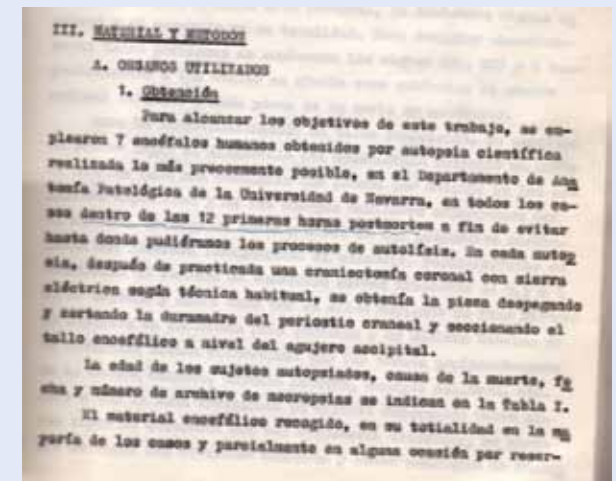 III. MATERIAL Y METODOS
A. ORGANOS UTILIZADOS
1. Obtención
Para alcanzar los objetivos de este trabajo, se em-
plearon 7 encéfalos humanos obtenidos por autopsia científica
realizada lo más precozmente posible, en el Departamento de Ana
tomía Patológica de la Universidad de Navarra, en todos los ca-
sos dentro de las 12 primeras horas postmortem a fin de evitar
hasta donde pudiéramos los procesos de autolísis. En cada autop
sia, después de practicada una craniectomía coronal con sierra
eléctrica según técnica habitual, se obtenía la pieza despegando
y cortando la duramadre del periostio craneal y seccionando el
tallo encefálico a nivel del agujero occipital.
La edad de los sujetos autopsiados, causa de la muerte, fe
cha y número de archivo de necropsias se indican en la Tabla I.
El material encefálico recogido, en su totialidad en la ma
yoría de los casos y parcialmente en alguna ocasión por reser-